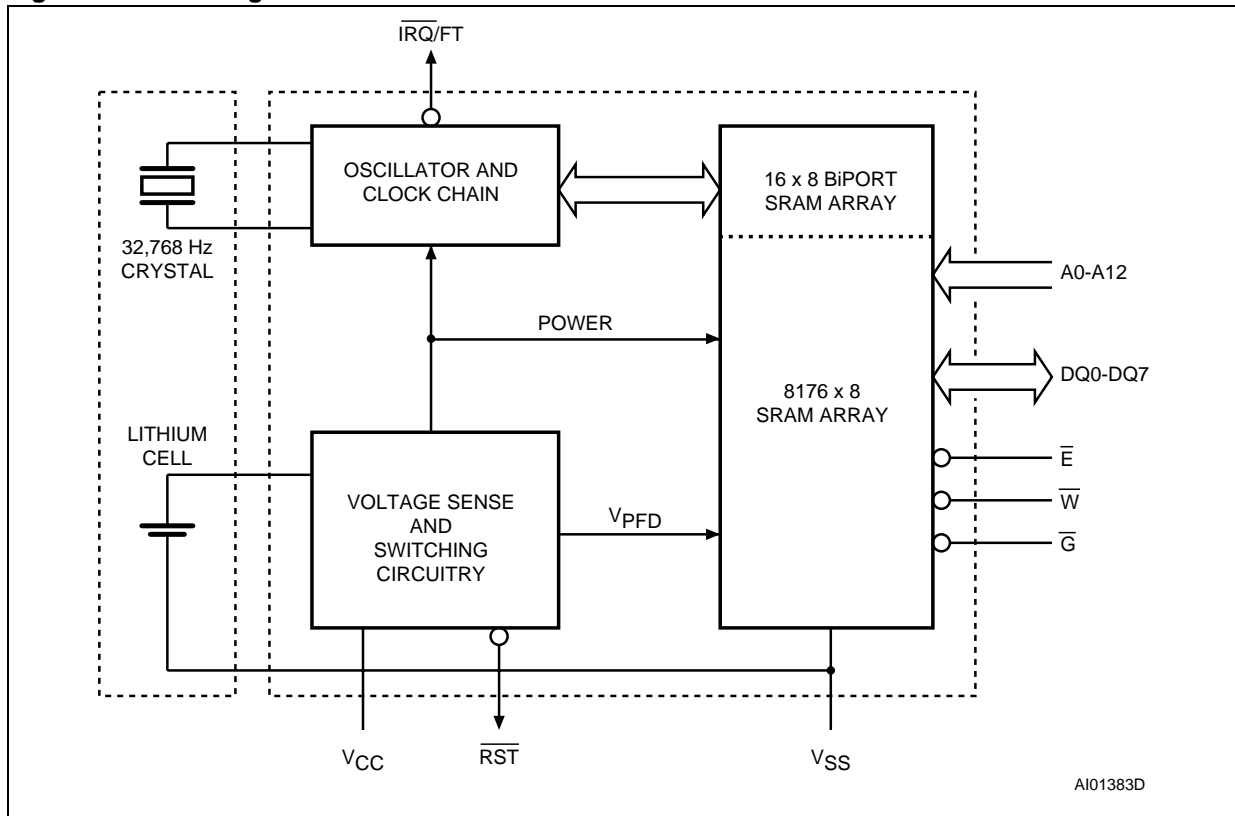 IRQ/FT
OSCILLATOR AND
CLOCK CHAIN
16 x 8 BiPORT
SRAM ARRAY
32,768 Hz
CRYSTAL
A0-A12
POWER
DQ0-DQ7
8176 x 8
SRAM ARRAY
LITHIUM
CELL
E
W
G
VOLTAGE SENSE
AND
SWITCHING
CIRCUITRY
VPFD
VCC
RST
VSS
AI01383D